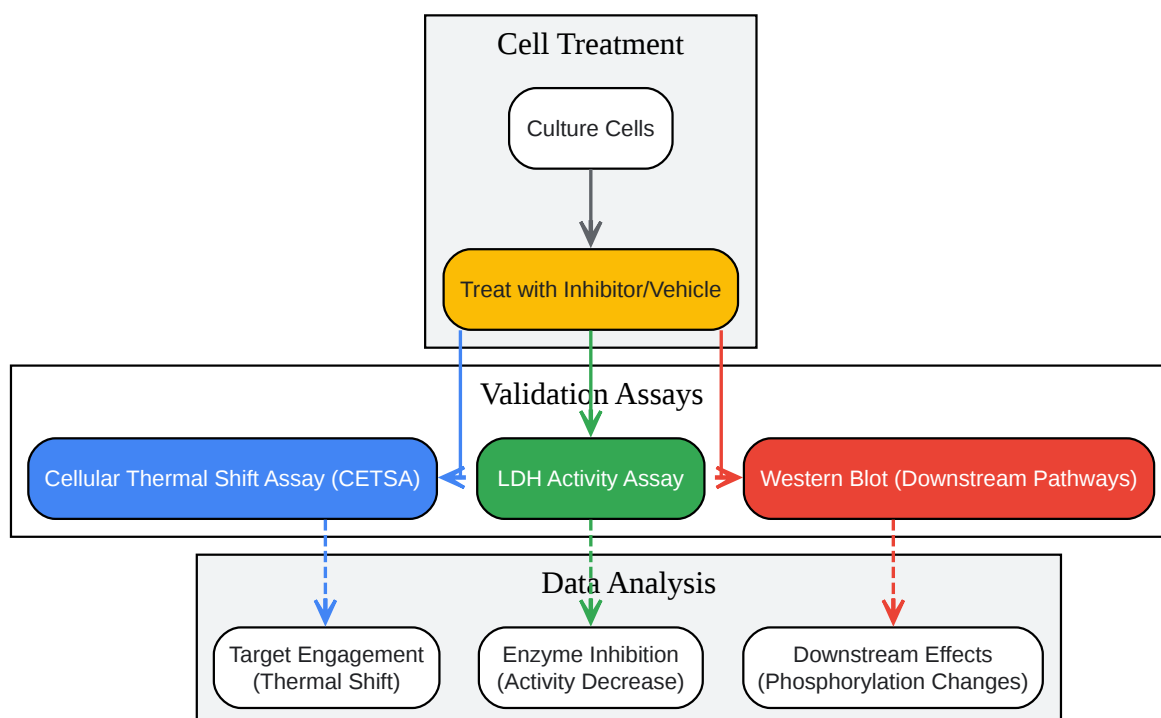 Cell Treatment
Culture Cells
Treat with Inhibitor/Vehicle
Validation Assays
Cellular Thermal Shift Assay (CETSA)
LDH Activity Assay
Western Blot (Downstream Pathways)
Data Analysis
Target Engagement
(Thermal Shift)
Enzyme Inhibition
(Activity Decrease)
Downstream Effects
(Phosphorylation Changes)